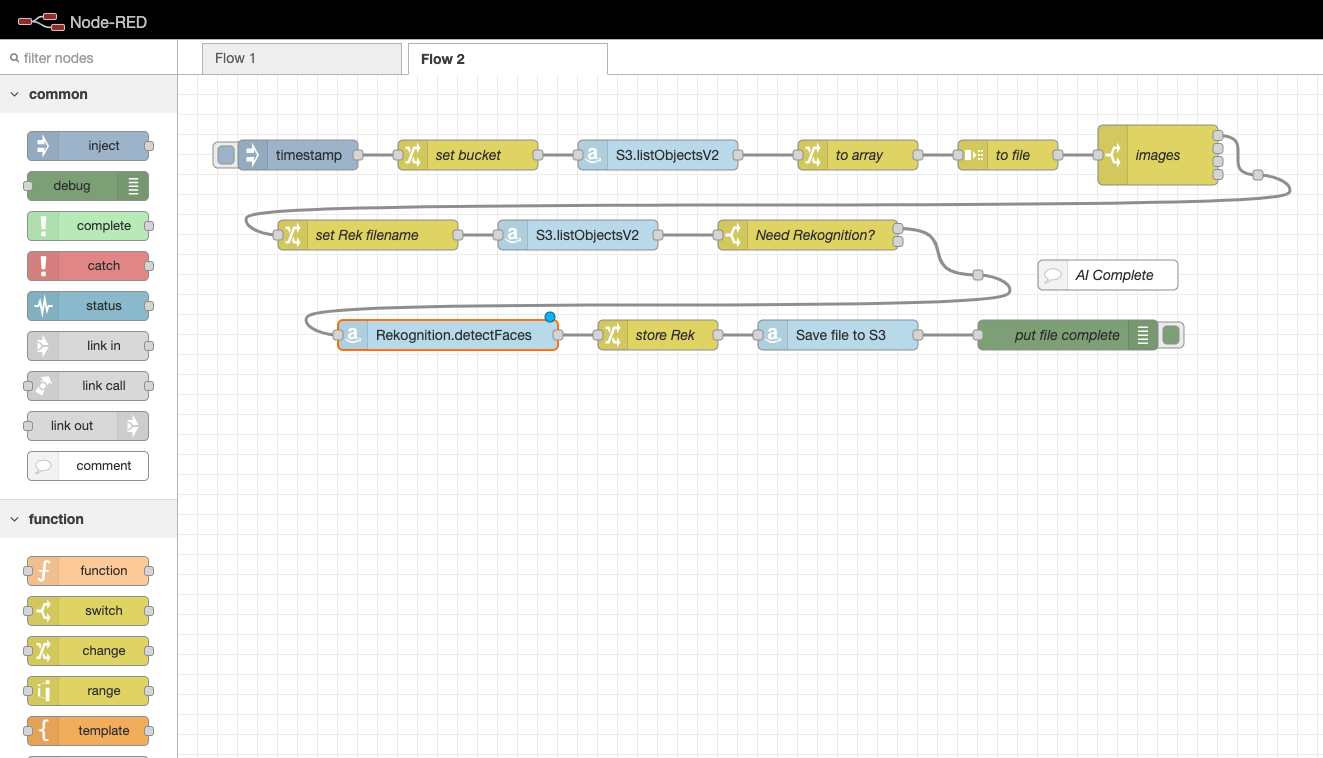 Node-RED
filter nodes
Flow 1
Flow 2
common
inject
debug
complete
catch
status
link in
link call
link out
comment
function
function
switch
change
range
template
timestamp
set bucket
S3.listObjectsV2
to array
to file
images
set Rek filename
S3.listObjectsV2
Need Rekognition?
AI Complete
Rekognition.detectFaces
store Rek
Save file to S3
put file complete